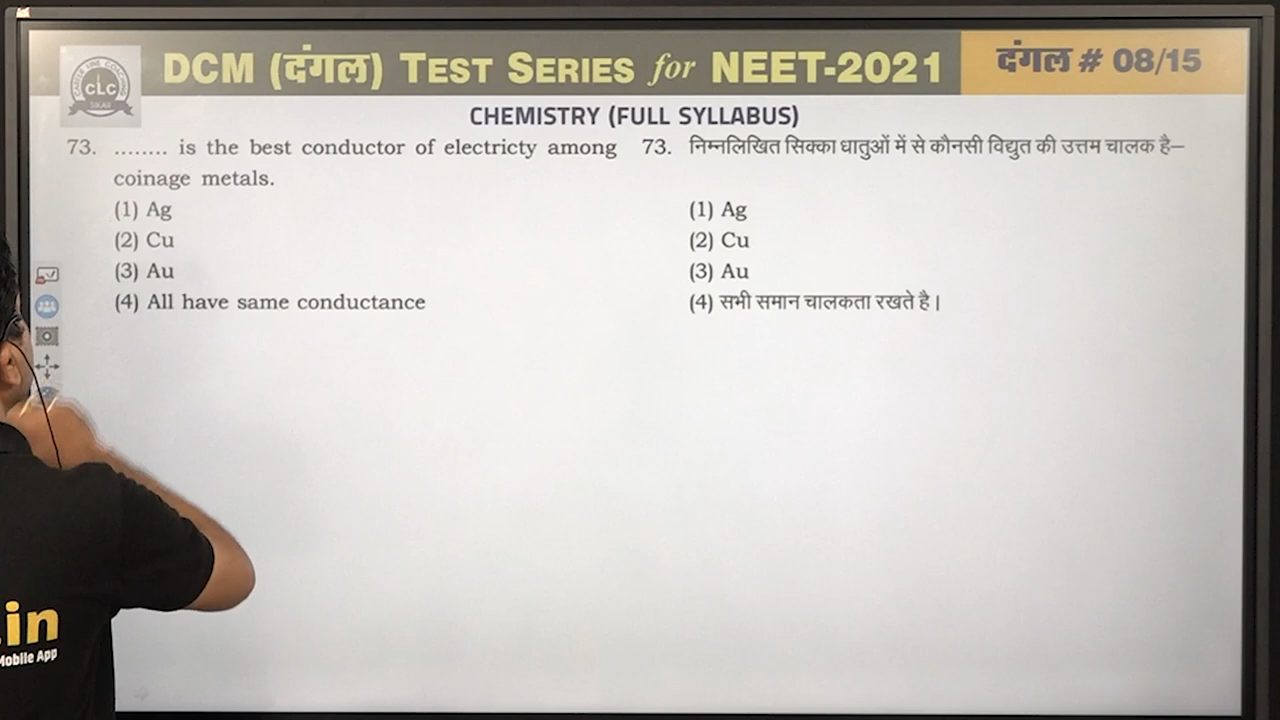 DCM (दंगल) TEST SERIES for NEET-2021
दंगल # 08/15
CLC
SIKAR
CHEMISTRY (FULL SYLLABUS)
73. ........ is the best conductor of electricty among
coinage metals.
(1) Ag
(2) Cu
(3) Au
(4) All have same conductance
73. निम्नलिखित सिक्का धातुओं में से कौनसी विद्युत की उत्तम चालक है–
(1) Ag
(2) Cu
(3) Au
(4) सभी समान चालकता रखते है।
.in
Mobile App